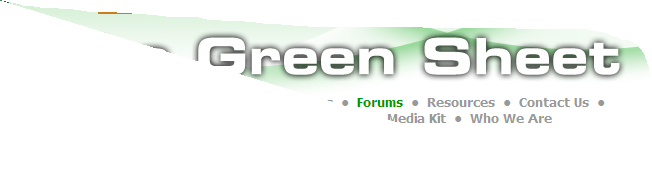 Green Sheet
• Forums • Resources • Contact Us •
Media Kit • Who We Are